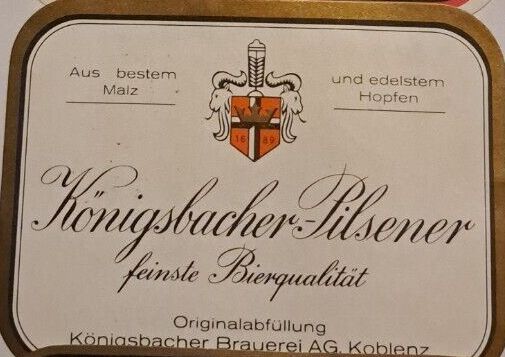 Aus bestem
Malz
und edelstem
Hopfen
16 89
Königsbacher-Pilsener
feinste Bierqualität
Originalabfüllung
Königsbacher Brauerei AG, Koblenz